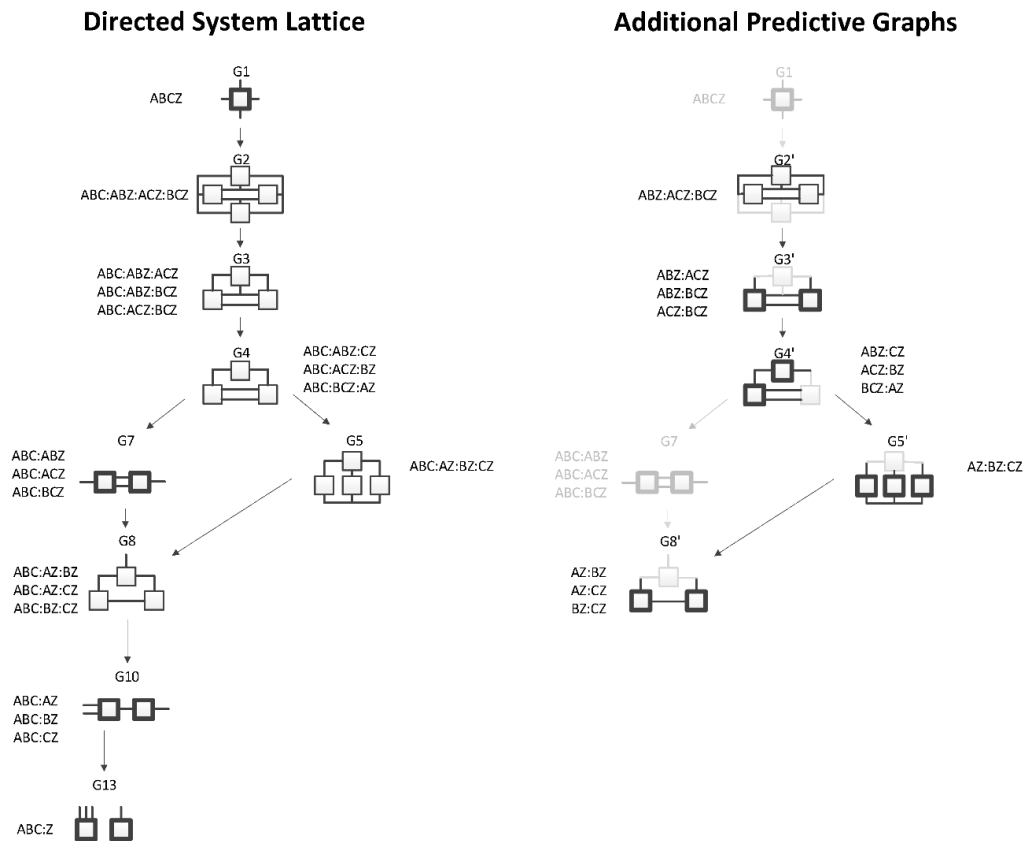 Directed System Lattice
G1
ABCZ
G2
ABC:ABZ:ACZ:BCZ
G3
ABC:ABZ:ACZ
ABC:ABZ:BCZ
ABC:ACZ:BCZ
G4
ABC:ABZ:CZ
ABC:ACZ:BZ
ABC:BCZ:AZ
G7
ABC:ABZ
ABC:ACZ
ABC:BCZ
G5
ABC:AZ:BZ:CZ
G8
ABC:AZ:BZ
ABC:AZ:CZ
ABC:BZ:CZ
G10
ABC:AZ
ABC:BZ
ABC:CZ
G13
ABC:Z
Additional Predictive Graphs
G1
ABCZ
G2'
ABZ:ACZ:BCZ
G3'
ABZ:ACZ
ABZ:BCZ
ACZ:BCZ
G4'
ABZ:CZ
ACZ:BZ
BCZ:AZ
G7
ABC:ABZ
ABC:ACZ
ABC:BCZ
G5'
AZ:BZ:CZ
G8'
AZ:BZ
AZ:CZ
BZ:CZ